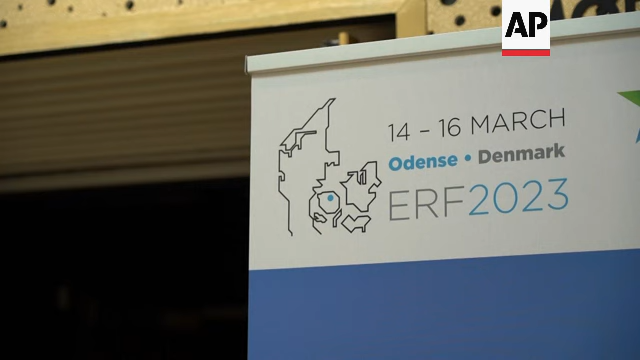 AP
14 – 16 MARCH
Odense • Denmark
ERF2023